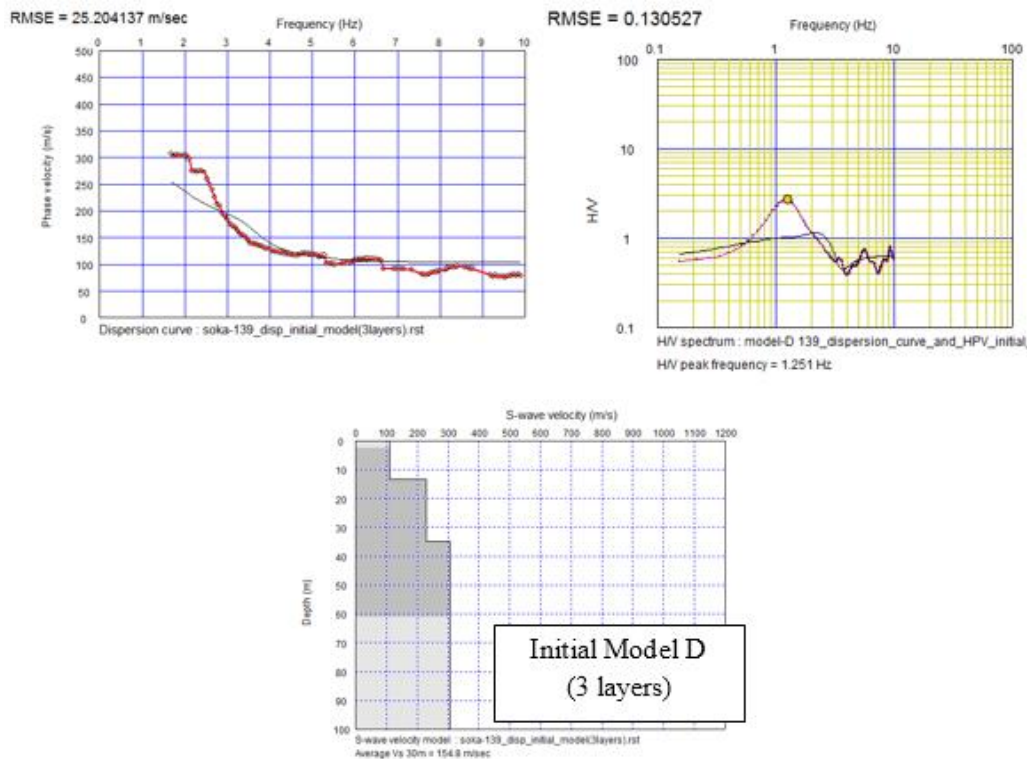 RMSE = 25.204137 m/sec
Frequency (Hz)
0 1 2 3 4 5 6 7 8 9 10
Phase velocity (m/s)
500
450
400
350
300
250
200
150
100
50
0
Dispersion curve : soka-139_disp_initial_model(3layers).rst
RMSE = 0.130527
Frequency (Hz)
0.1 1 10 100
H/V
100
10
1
0.1
H/V spectrum : model-D 139_dispersion_curve_and_HPV_initial_
H/V peak frequency = 1.251 Hz
S-wave velocity (m/s)
0 100 200 300 400 500 600 700 800 900 1000 1100 1200
Depth (m)
0
10
20
30
40
50
60
70
80
90
100
Initial Model D
(3 layers)
S-wave velocity model : soka-139_disp_initial_model(3layers).rst
Average Vs 30m = 154.8 m/sec